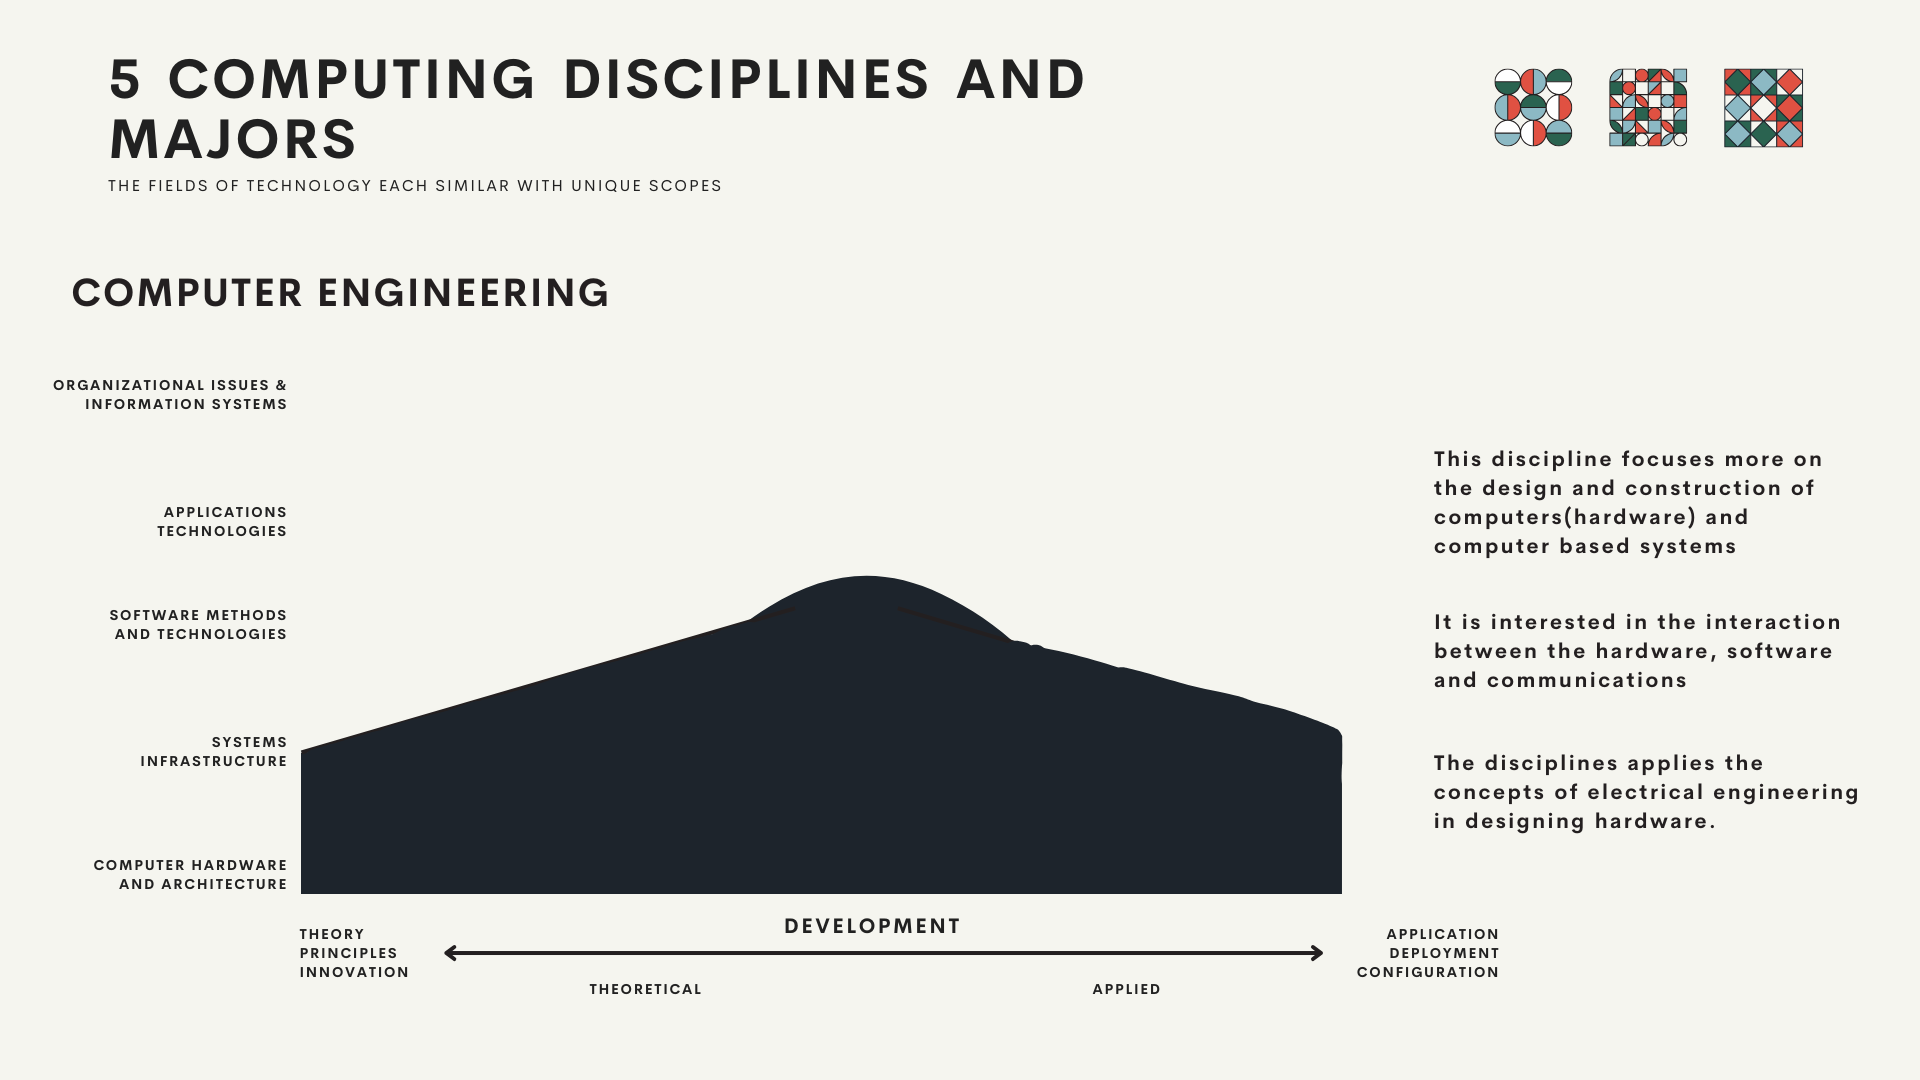 5 COMPUTING DISCIPLINES AND
MAJORS
THE FIELDS OF TECHNOLOGY EACH SIMILAR WITH UNIQUE SCOPES
COMPUTER ENGINEERING
ORGANIZATIONAL ISSUES &
INFORMATION SYSTEMS
APPLICATIONS
TECHNOLOGIES
SOFTWARE METHODS
AND TECHNOLOGIES
SYSTEMS
INFRASTRUCTURE
COMPUTER HARDWARE
AND ARCHITECTURE
This discipline focuses more on
the design and construction of
computers(hardware) and
computer based systems
It is interested in the interaction
between the hardware, software
and communications
The disciplines applies the
concepts of electrical engineering
in designing hardware.
THEORY
PRINCIPLES
INNOVATION
DEVELOPMENT
THEORETICAL
APPLIED
APPLICATION
DEPLOYMENT
CONFIGURATION